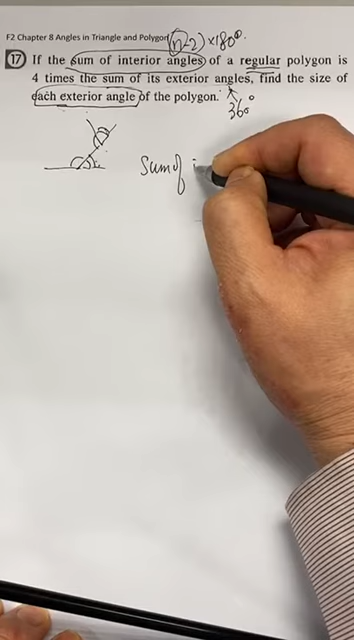 F2 Chapter 8 Angles in Triangle and Polygon (n-2)×180°.
17 If the sum of interior angles of a regular polygon is
4 times the sum of its exterior angles, find the size of
each exterior angle of the polygon.
360°
Sum of i